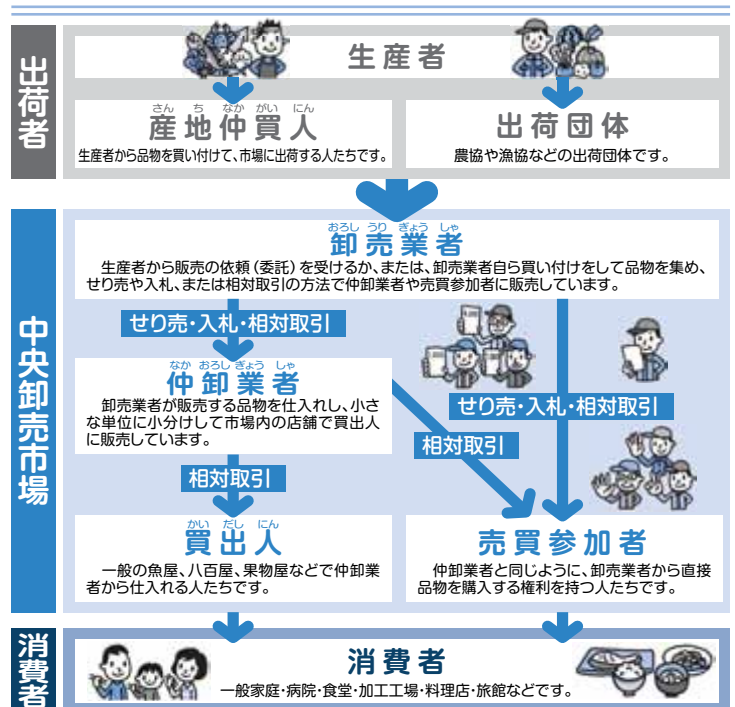 出荷者
生産者
さん ち なか がい にん
産地仲買人
生産者から品物を買い付けて、市場に出荷する人たちです。
出荷団体
農協や漁協などの出荷団体です。
中央卸売市場
おろし うり ぎょう しゃ
卸売業者
生産者から販売の依頼(委託)を受けるか、または、卸売業者自ら買い付けをして品物を集め、
せり売や入札、または相対取引の方法で仲卸業者や売買参加者に販売しています。
せり売・入札・相対取引
なか おろし ぎょう しゃ
仲卸業者
卸売業者が販売する品物を仕入れし、小さ
な単位に小分けして市場内の店舗で買出人
に販売しています。
せり売・入札・相対取引
相対取引
相対取引
かい だし にん
買出人
一般の魚屋、八百屋、果物屋などで仲卸業
者から仕入れる人たちです。
売買参加者
仲卸業者と同じように、卸売業者から直接
品物を購入する権利を持つ人たちです。
消費者
消費者
一般家庭・病院・食堂・加工工場・料理店・旅館などです。